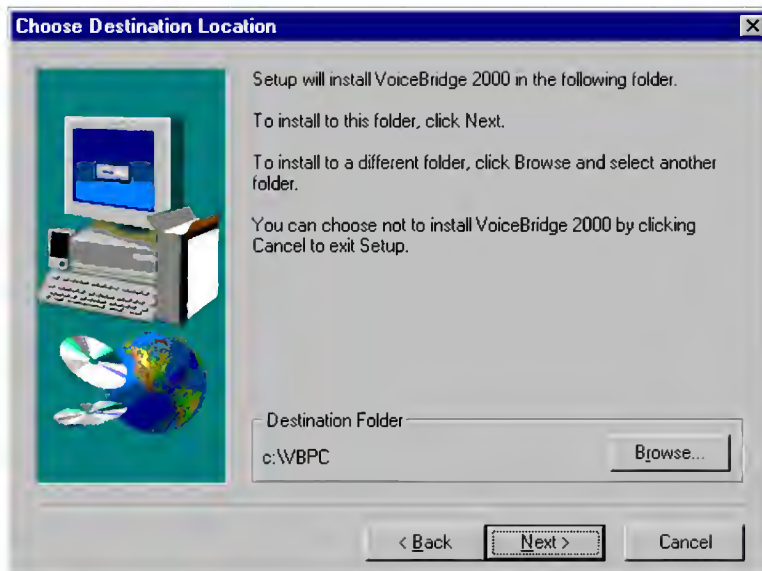 Choose Destination Location
Setup will install VoiceBridge 2000 in the following folder.
To install to this folder, click Next.
To install to a different folder, click Browse and select another
folder.
You can choose not to install VoiceBridge 2000 by clicking
Cancel to exit Setup.
Destination Folder
c:\VBPC
Browse...
< Back
Next >
Cancel